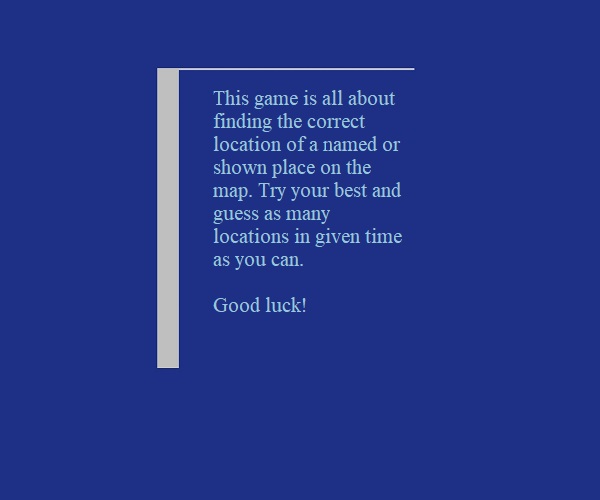 This game is all about
finding the correct
location of a named or
shown place on the
map. Try your best and
guess as many
locations in given time
as you can.
Good luck!